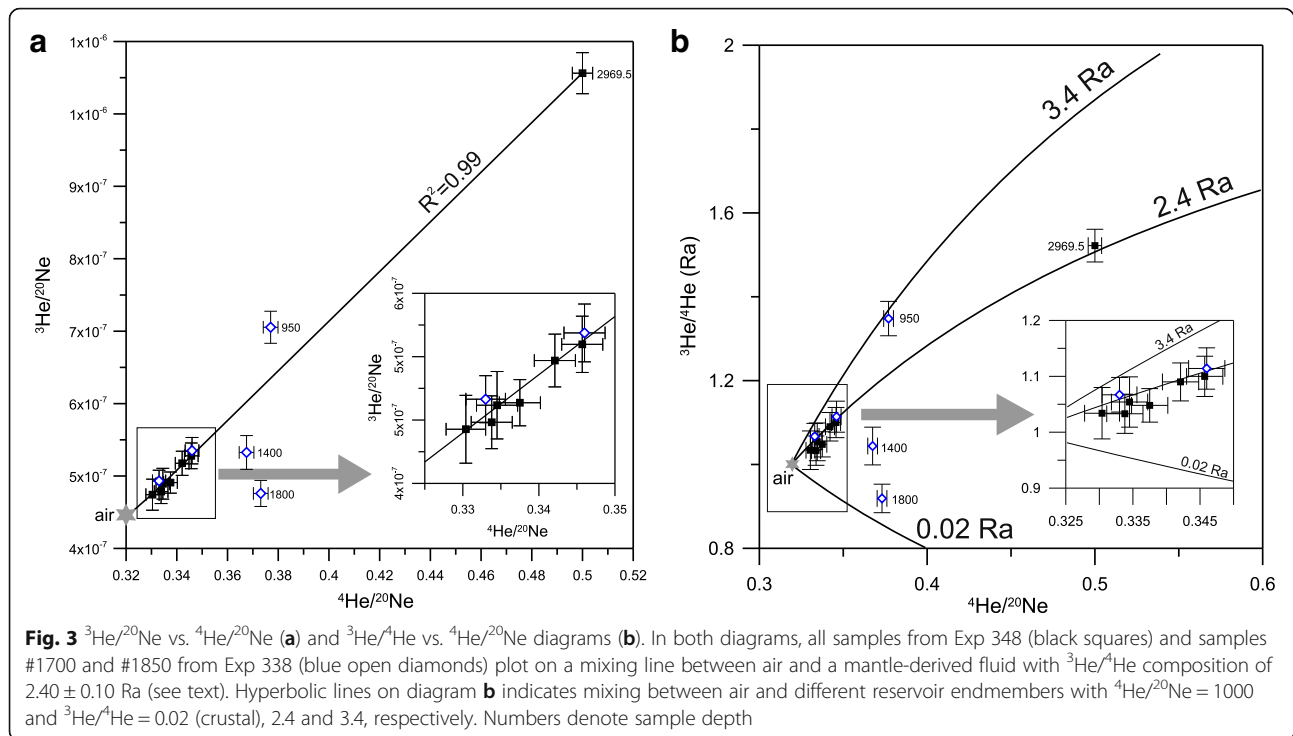 a
1x10⁻⁶
1x10⁻⁶
9x10⁻⁷
8x10⁻⁷
7x10⁻⁷
6x10⁻⁷
5x10⁻⁷
4x10⁻⁷
³He/²⁰Ne
R²=0.99
2969.5
950
1400
1800
air
0.32 0.34 0.36 0.38 0.4 0.42 0.44 0.46 0.48 0.5 0.52
⁴He/²⁰Ne
6x10⁻⁷
5x10⁻⁷
5x10⁻⁷
4x10⁻⁷
³He/²⁰Ne
0.33 0.34 0.35
⁴He/²⁰Ne
b
2
1.6
1.2
0.8
³He/⁴He (Ra)
3.4 Ra
2.4 Ra
2969.5
950
1400
1800
air
0.02 Ra
0.3 0.4 0.5 0.6
⁴He/²⁰Ne
1.2
1.1
1
0.9
3.4 Ra
0.02 Ra
0.325 0.335 0.345
Fig. 3 ³He/²⁰Ne vs. ⁴He/²⁰Ne (a) and ³He/⁴He vs. ⁴He/²⁰Ne diagrams (b). In both diagrams, all samples from Exp 348 (black squares) and samples
#1700 and #1850 from Exp 338 (blue open diamonds) plot on a mixing line between air and a mantle-derived fluid with ³He/⁴He composition of
2.40 ± 0.10 Ra (see text). Hyperbolic lines on diagram b indicates mixing between air and different reservoir endmembers with ⁴He/²⁰Ne = 1000
and ³He/⁴He = 0.02 (crustal), 2.4 and 3.4, respectively. Numbers denote sample depth